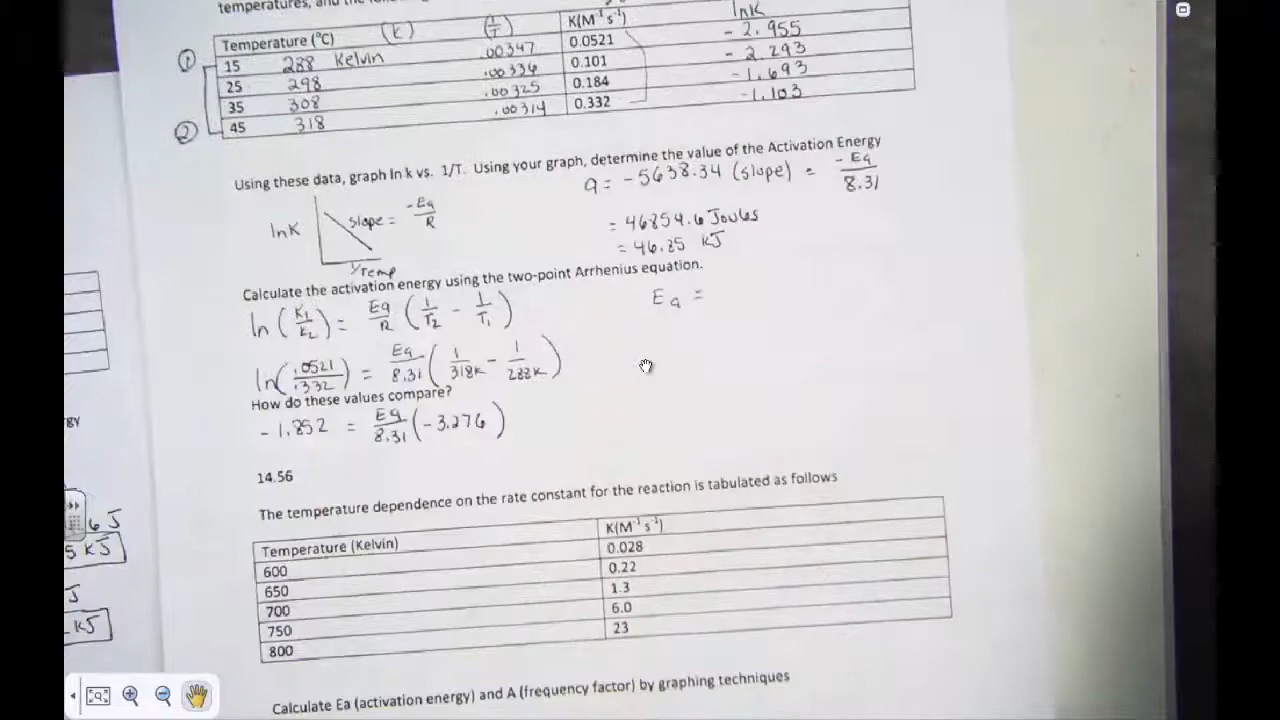 temperatures, and the
Temperature (°C) (K) (1/T) K(M⁻¹ s⁻¹) lnK
① 15 288 Kelvin .00347 0.0521 - 2.955
25 298 .00336 0.101 - 2.293
35 308 .00325 0.184 - 1.693
② 45 318 .00314 0.332 - 1.103
Using these data, graph ln k vs. 1/T. Using your graph, determine the value of the Activation Energy
a = -5638.34 (slope) = -Ea/8.31
lnK slope = -Ea/R
= 46854.6 Joules
= 46.85 KJ
1/Temp
Calculate the activation energy using the two-point Arrhenius equation.
ln (K1/K2) = Ea/R (1/T2 - 1/T1)
Ea =
ln (.0521/.332) = Ea/8.31 (1/318K - 1/288K)
How do these values compare?
-1.852 = Ea/8.31 (-3.276)
14.56
The temperature dependence on the rate constant for the reaction is tabulated as follows
Temperature (Kelvin) K(M⁻¹ s⁻¹)
600 0.028
650 0.22
700 1.3
750 6.0
800 23
Calculate Ea (activation energy) and A (frequency factor) by graphing techniques
6 J
5 KJ
J
KJ